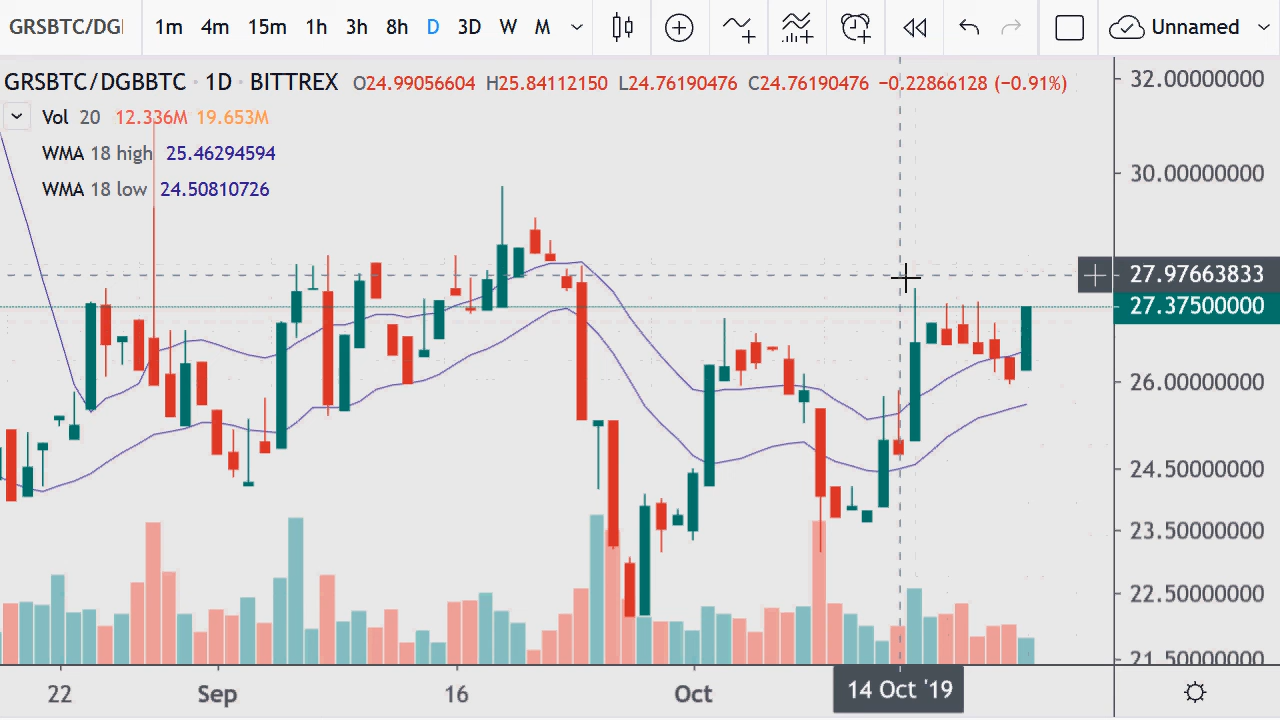 GRSBTC/DG 1m 4m 15m 1h 3h 8h D 3D W M Unnamed
GRSBTC/DGBBTC · 1D · BITTREX O24.99056604 H25.84112150 L24.76190476 C24.76190476 −0.22866128 (−0.91%)
Vol 20 12.336M 19.653M
WMA 18 high 25.46294594
WMA 18 low 24.50810726
32.00000000
30.00000000
27.97663833
27.37500000
26.00000000
24.50000000
23.50000000
22.50000000
21.50000000
22 Sep 16 Oct 14 Oct '19